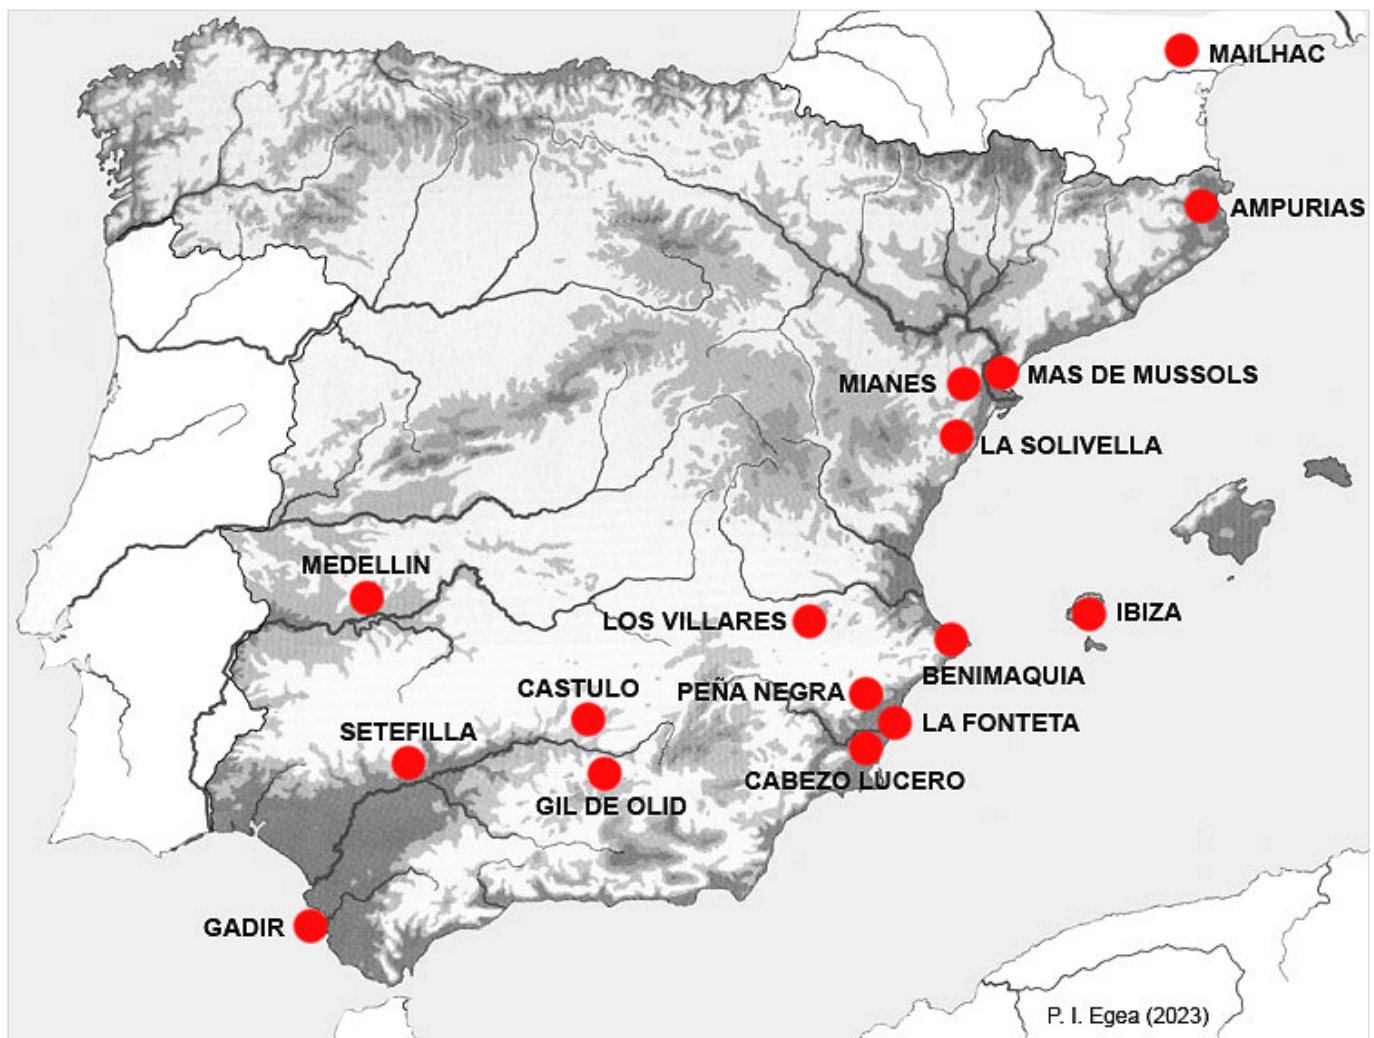 MAILHAC
AMPURIAS
MIANES
MAS DE MUSSOLS
LA SOLIVELLA
MEDELLIN
IBIZA
LOS VILLARES
BENIMAQUIA
CASTULO
PEÑA NEGRA
LA FONTETA
SETEFILLA
CABEZO LUCERO
GIL DE OLID
GADIR
P. I. Egea (2023)